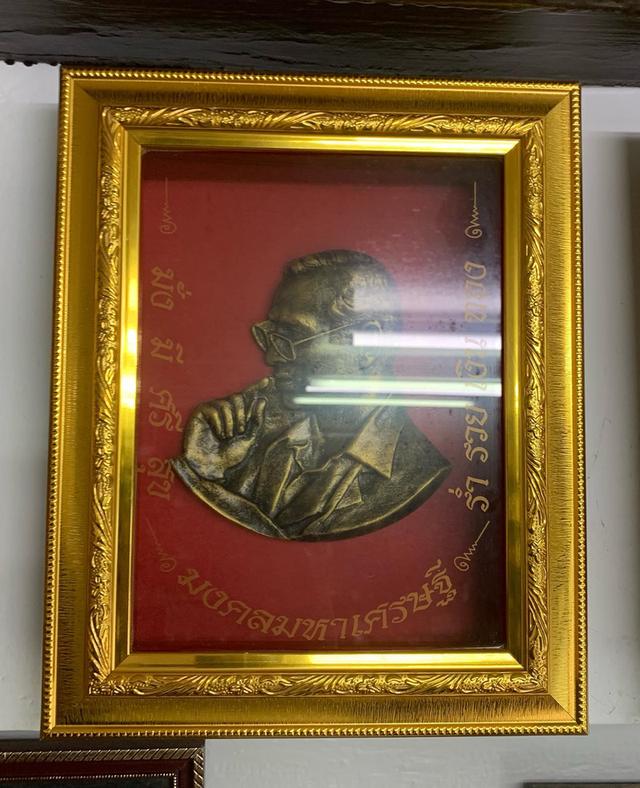 มั่ง มี ศรี สุข
รุ่น รวย เงิน ทอง
มงคลมหาเศรษฐี